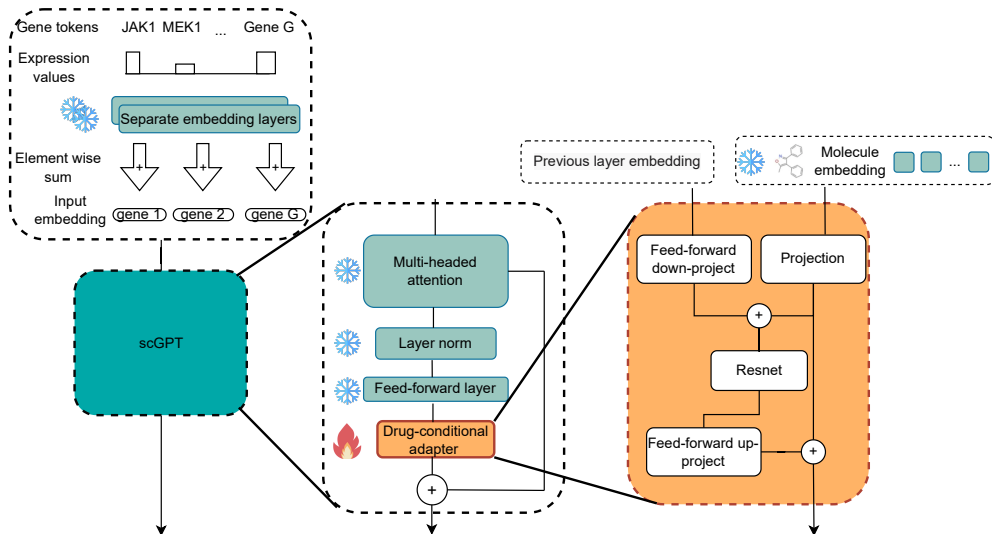 Gene tokens JAK1 MEK1 ... Gene G
Expression
values
Separate embedding layers
Element wise
sum
+ + +
Input
embedding
gene 1 gene 2 gene G
scGPT
Multi-headed
attention
Layer norm
Feed-forward layer
Drug-conditional
adapter
+
Previous layer embedding
Molecule
embedding
...
Feed-forward
down-project
Projection
+
Resnet
Feed-forward up-
project
+